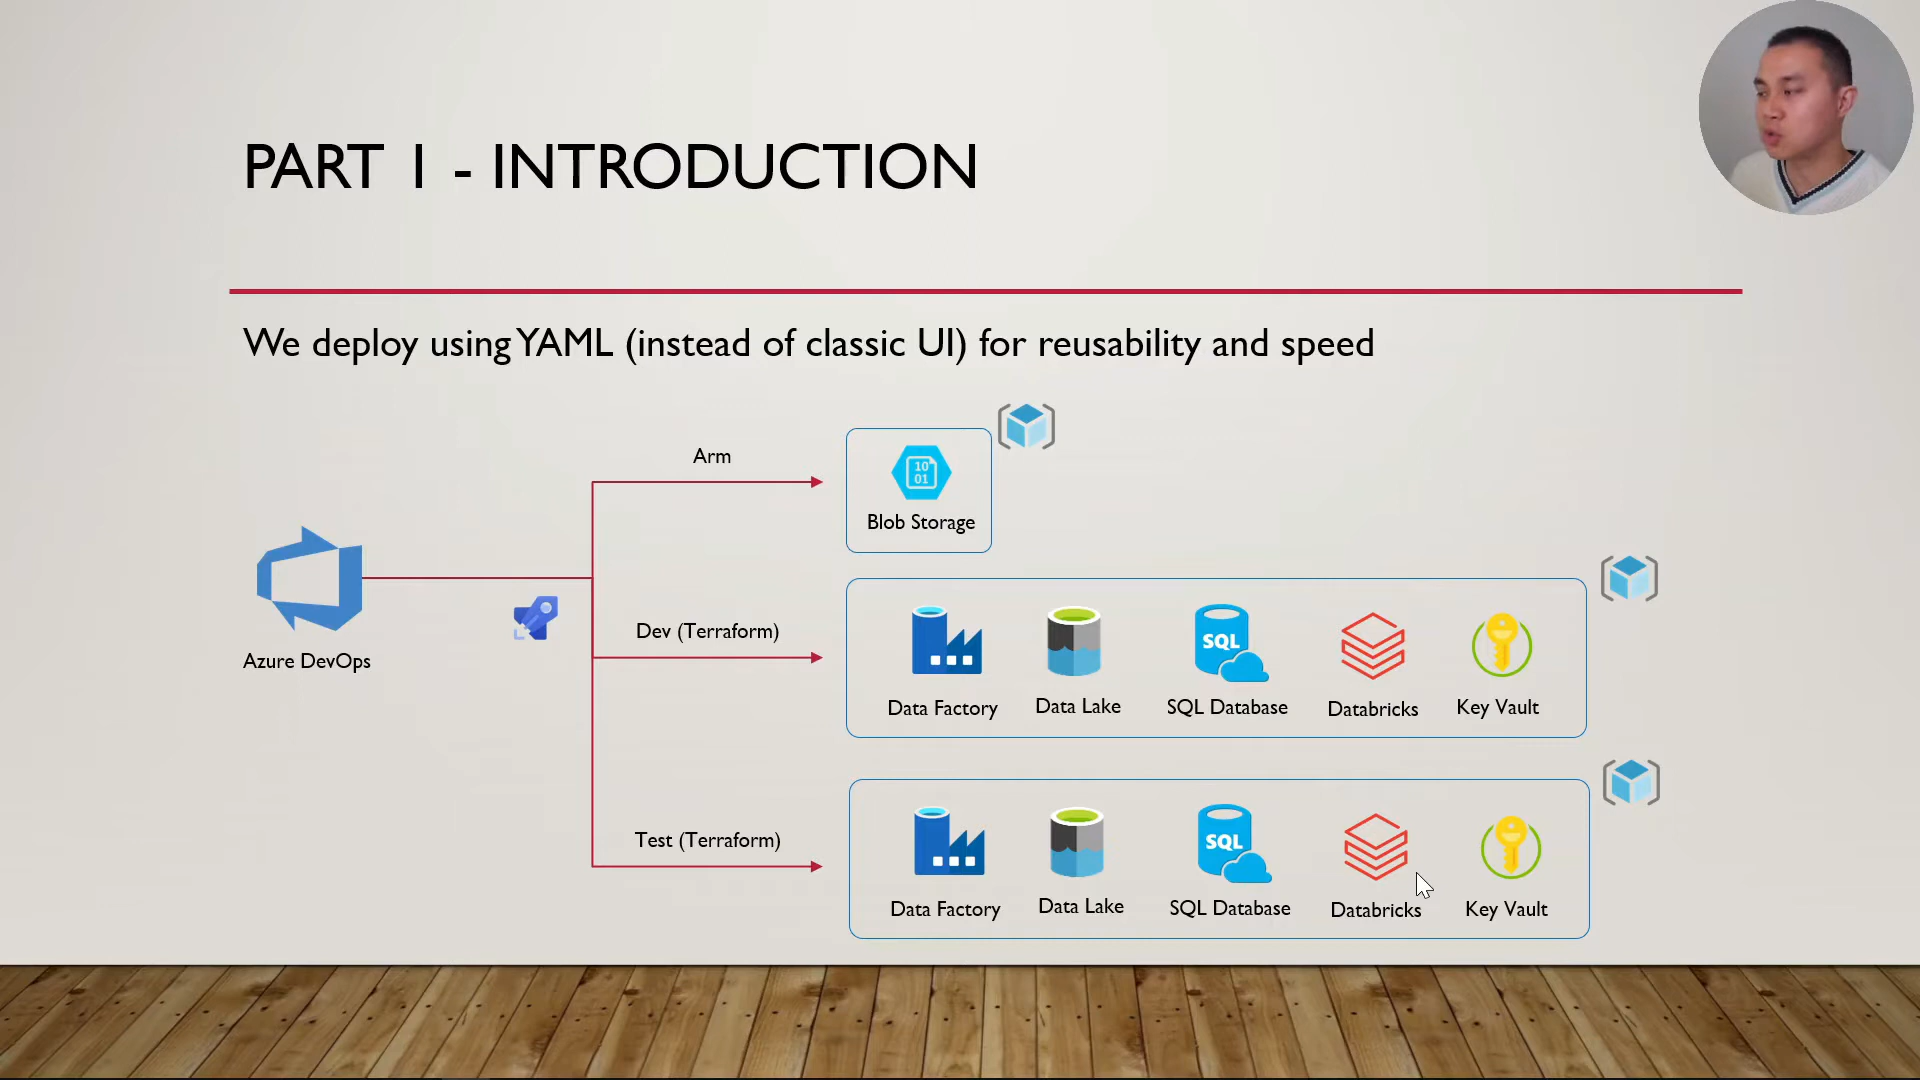 PART 1 - INTRODUCTION
We deploy using YAML (instead of classic UI) for reusability and speed
Arm
10
01
Blob Storage
Azure DevOps
Dev (Terraform)
SQL
Data Factory
Data Lake
SQL Database
Databricks
Key Vault
Test (Terraform)
SQL
Data Factory
Data Lake
SQL Database
Databricks
Key Vault